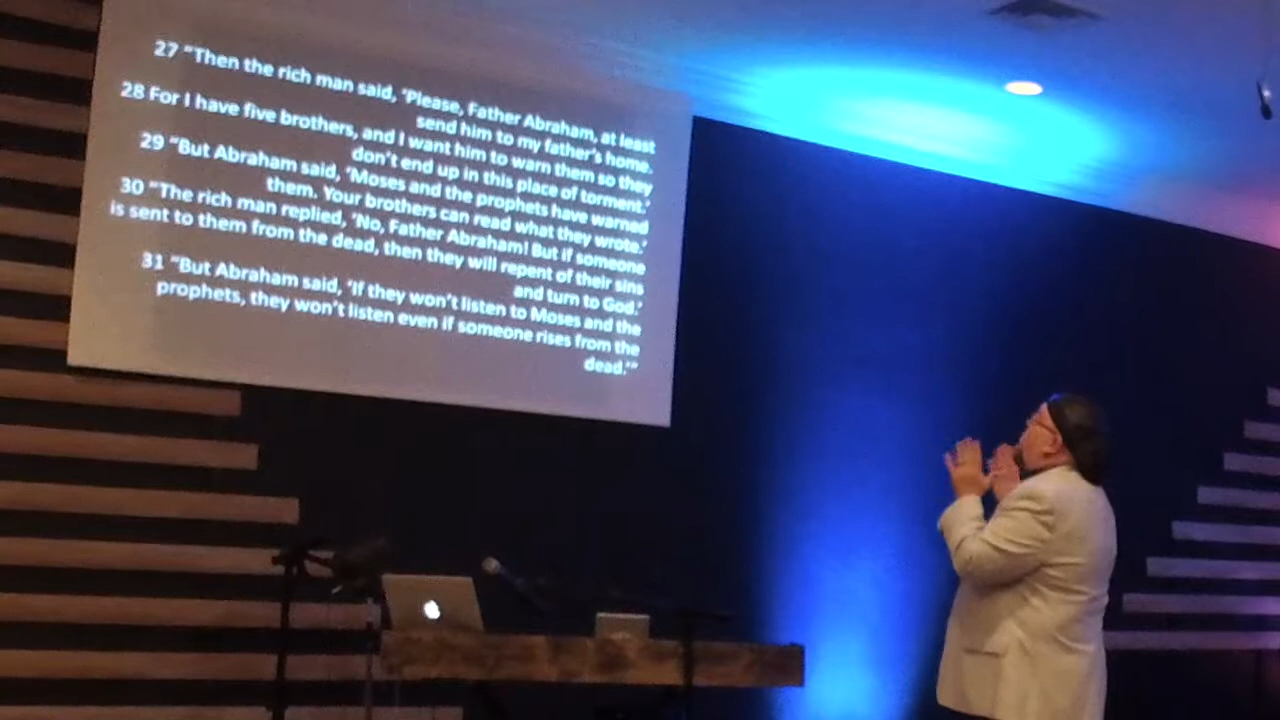 27 “Then the rich man said, ‘Please, Father Abraham, at least
send him to my father’s home.
28 For I have five brothers, and I want him to warn them so they
don’t end up in this place of torment.’
29 “But Abraham said, ‘Moses and the prophets have warned
them. Your brothers can read what they wrote.’
30 “The rich man replied, ‘No, Father Abraham! But if someone
is sent to them from the dead, then they will repent of their sins
and turn to God.’
31 “But Abraham said, ‘If they won’t listen to Moses and the
prophets, they won’t listen even if someone rises from the
dead.’”